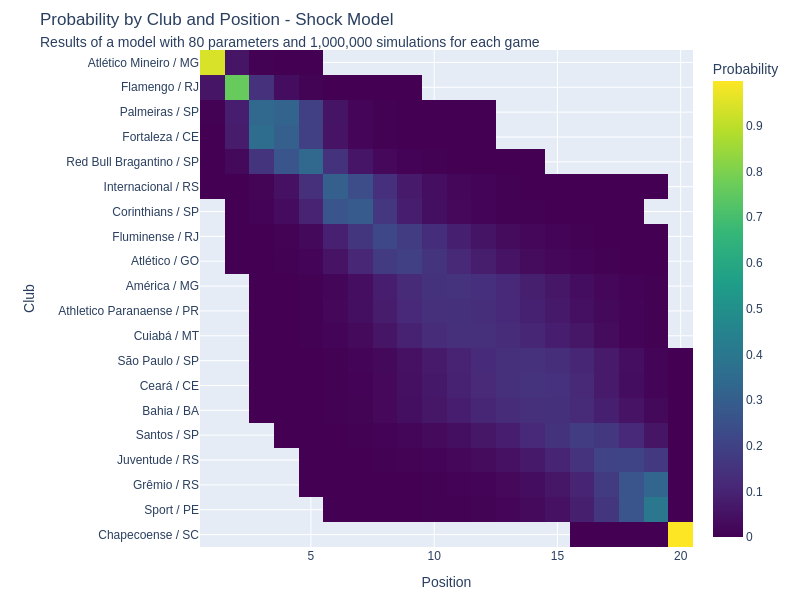 Probability by Club and Position - Shock Model
Results of a model with 80 parameters and 1,000,000 simulations for each game
Probability
Club
Atlético Mineiro / MG
Flamengo / RJ
Palmeiras / SP
Fortaleza / CE
Red Bull Bragantino / SP
Internacional / RS
Corinthians / SP
Fluminense / RJ
Atlético / GO
América / MG
Athletico Paranaense / PR
Cuiabá / MT
São Paulo / SP
Ceará / CE
Bahia / BA
Santos / SP
Juventude / RS
Grêmio / RS
Sport / PE
Chapecoense / SC
0.9
0.8
0.7
0.6
0.5
0.4
0.3
0.2
0.1
0
5 10 15 20
Position